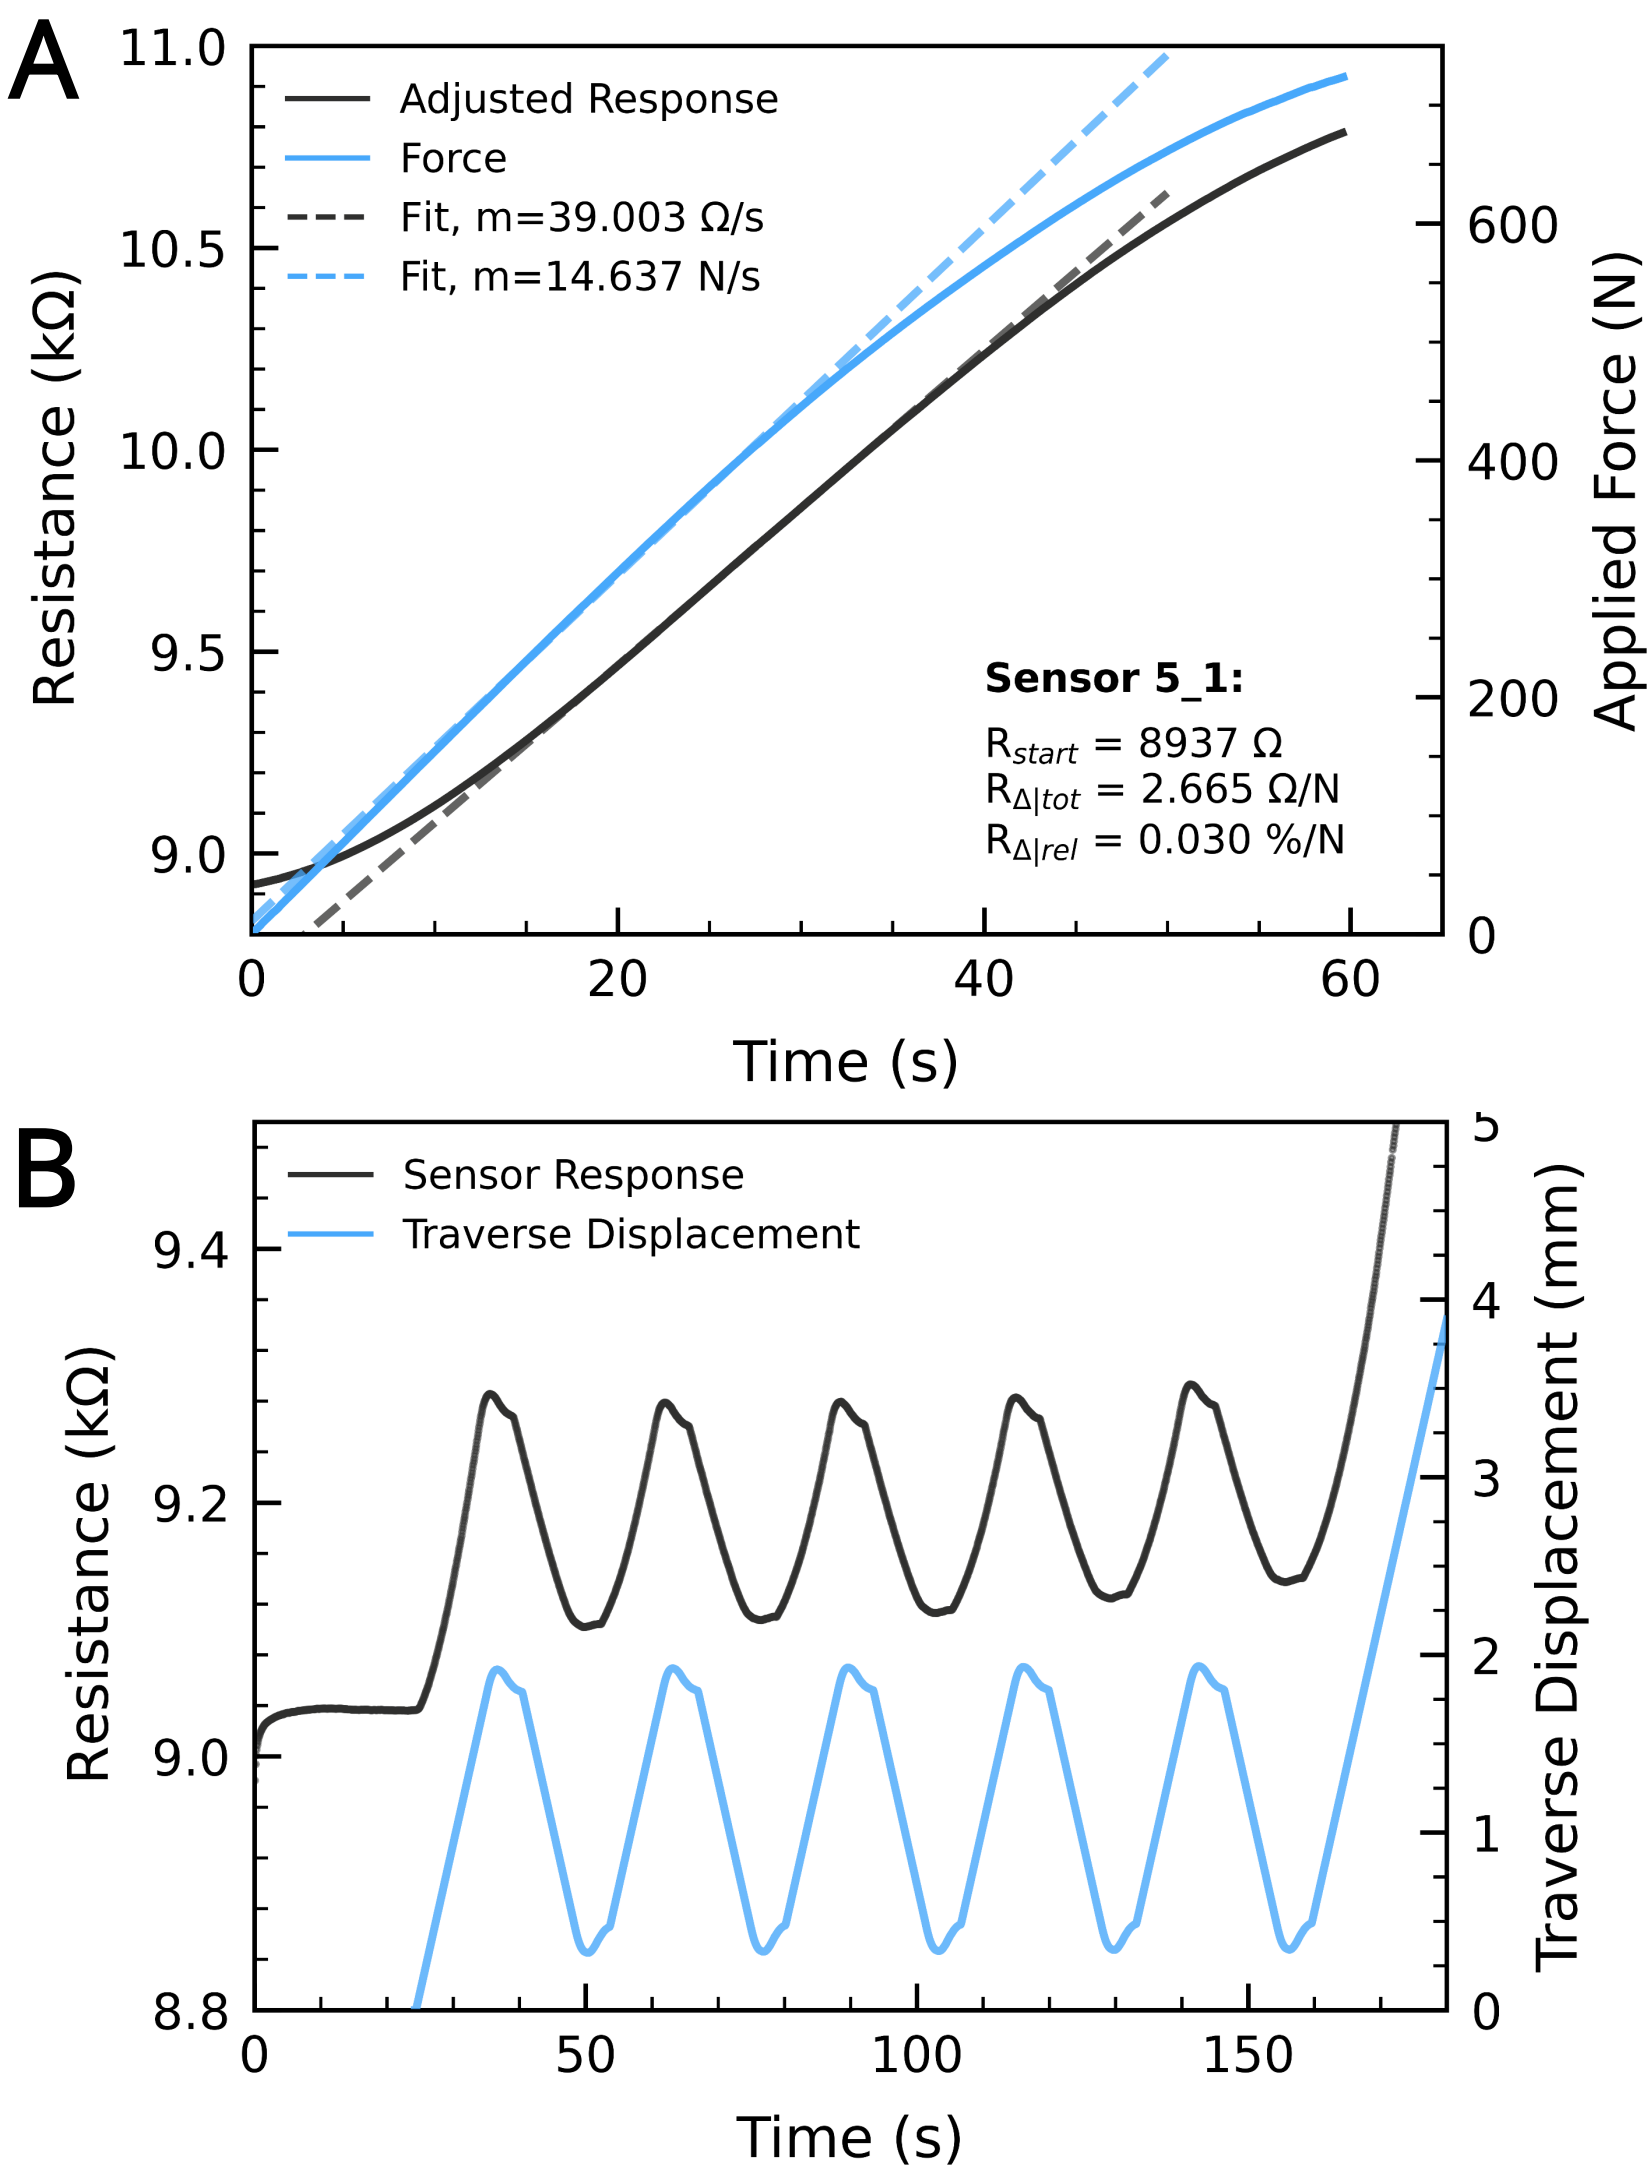 A
11.0
10.5
10.0
9.5
9.0
Resistance (kΩ)
Adjusted Response
Force
Fit, m=39.003 Ω/s
Fit, m=14.637 N/s
Sensor 5_1:
R_start = 8937 Ω
R_Δ|tot = 2.665 Ω/N
R_Δ|rel = 0.030 %/N
600
400
200
0
Applied Force (N)
0 20 40 60
Time (s)
B
9.4
9.2
9.0
8.8
Resistance (kΩ)
Sensor Response
Traverse Displacement
5
4
3
2
1
0
Traverse Displacement (mm)
0 50 100 150
Time (s)